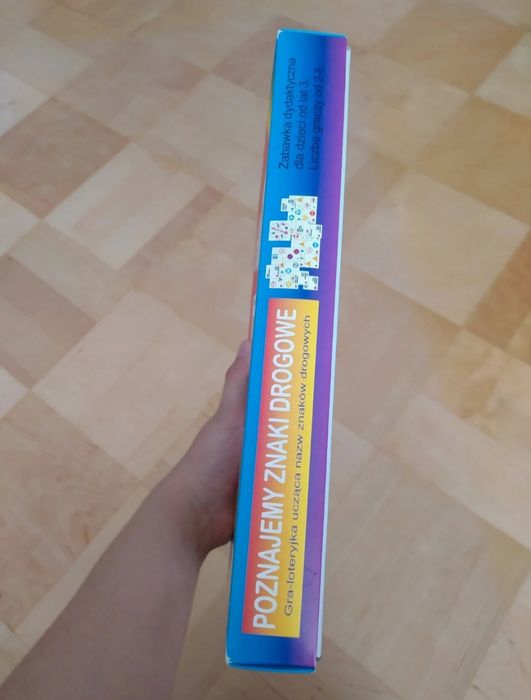 POZNAJEMY ZNAKI DROGOWE
Gra-loteryjka ucząca nazw znaków drogowych
Zabawka dydaktyczna
dla dzieci od lat 3.
Liczba graczy od 2-6.